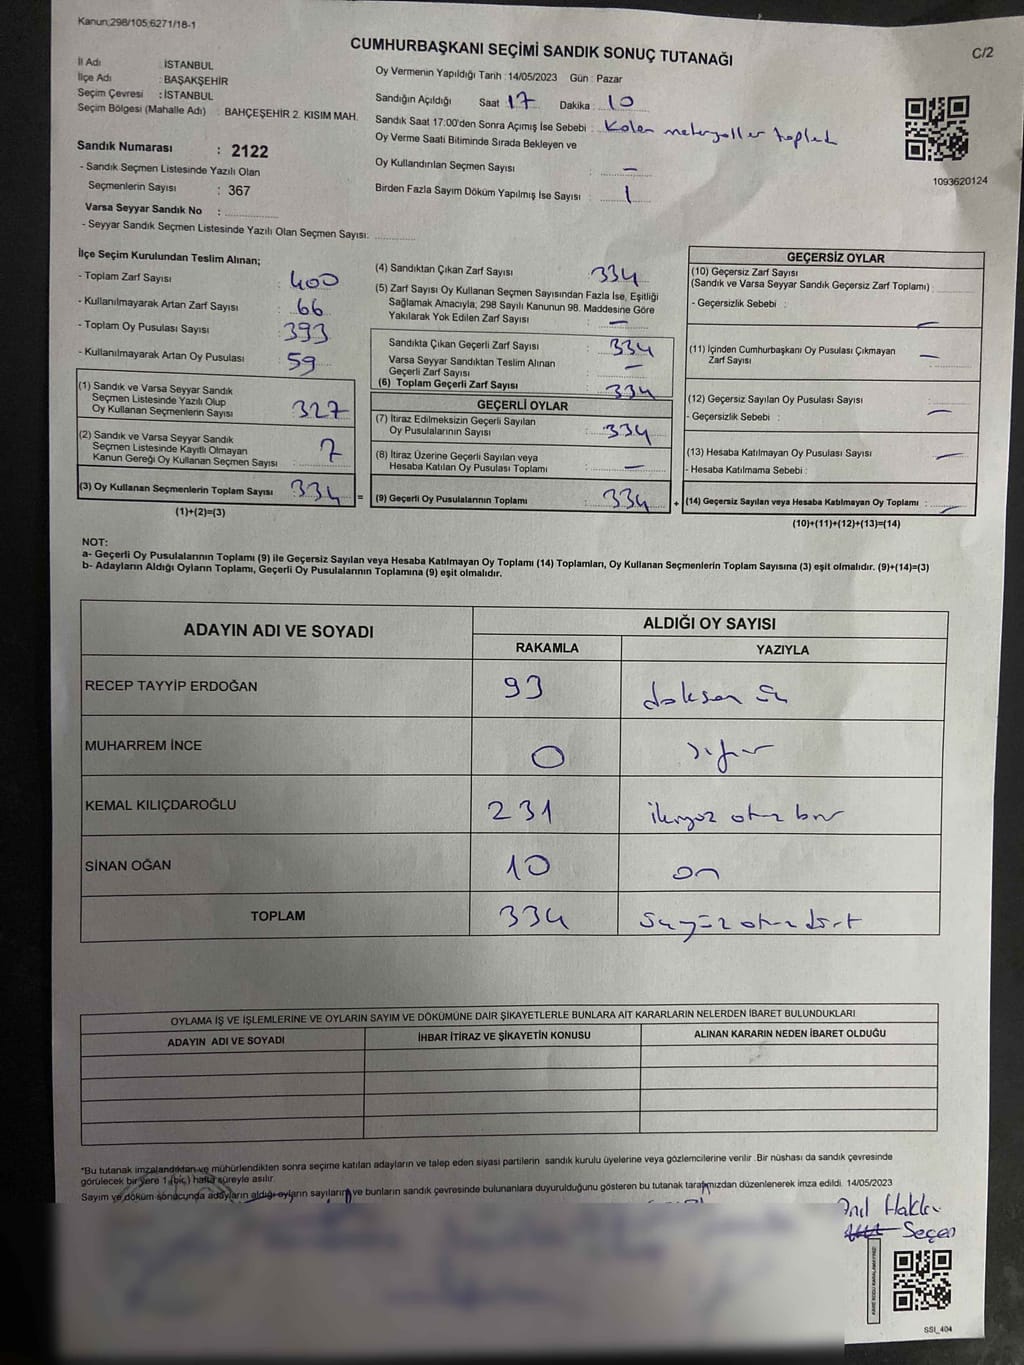 Kanun;298/105,6271/18-1
C/2
CUMHURBAŞKANI SEÇİMİ SANDIK SONUÇ TUTANAĞI
İl Adı : İSTANBUL
İlçe Adı : BAŞAKŞEHİR
Seçim Çevresi : İSTANBUL
Seçim Bölgesi (Mahalle Adı) : BAHÇEŞEHİR 2. KISIM MAH.
Sandık Numarası : 2122
- Sandık Seçmen Listesinde Yazılı Olan
Seçmenlerin Sayısı : 367
Varsa Seyyar Sandık No :
- Seyyar Sandık Seçmen Listesinde Yazılı Olan Seçmen Sayısı:
Oy Vermenin Yapıldığı Tarih : 14/05/2023 Gün : Pazar
Sandığın Açıldığı Saat 17 Dakika : 10
Sandık Saat 17:00'den Sonra Açımış İse Sebebi : Kalan
Oy Verme Saati Bitiminde Sırada Bekleyen ve
Oy Kullandırılan Seçmen Sayısı : —
Birden Fazla Sayım Döküm Yapılmış İse Sayısı : 1
1093620124
İlçe Seçim Kurulundan Teslim Alınan;
- Toplam Zarf Sayısı : 400
- Kullanılmayarak Artan Zarf Sayısı : 66
- Toplam Oy Pusulası Sayısı : 393
- Kullanılmayarak Artan Oy Pusulası : 59
(1) Sandık ve Varsa Seyyar Sandık
Seçmen Listesinde Yazılı Olup
Oy Kullanan Seçmenlerin Sayısı : 327
(2) Sandık ve Varsa Seyyar Sandık
Seçmen Listesinde Kayıtlı Olmayan
Kanun Gereği Oy Kullanan Seçmen Sayısı : 7
(3) Oy Kullanan Seçmenlerin Toplam Sayısı 334 =
(1)+(2)=(3)
(4) Sandıktan Çıkan Zarf Sayısı : 334
(5) Zarf Sayısı Oy Kullanan Seçmen Sayısından Fazla İse, Eşitliği
Sağlamak Amacıyla; 298 Sayılı Kanunun 98. Maddesine Göre
Yakılarak Yok Edilen Zarf Sayısı : —
Sandıkta Çıkan Geçerli Zarf Sayısı : 334
Varsa Seyyar Sandıktan Teslim Alınan
Geçerli Zarf Sayısı : —
(6) Toplam Geçerli Zarf Sayısı : 334
GEÇERLİ OYLAR
(7) İtiraz Edilmeksizin Geçerli Sayılan
Oy Pusulalarının Sayısı : 334
(8) İtiraz Üzerine Geçerli Sayılan veya
Hesaba Katılan Oy Pusulası Toplamı : —
(9) Geçerli Oy Pusulalarının Toplamı : 334 +
GEÇERSİZ OYLAR
(10) Geçersiz Zarf Sayısı
(Sandık ve Varsa Seyyar Sandık Geçersiz Zarf Toplamı) :
- Geçersizlik Sebebi : —
(11) İçinden Cumhurbaşkanı Oy Pusulası Çıkmayan
Zarf Sayısı : —
(12) Geçersiz Sayılan Oy Pusulası Sayısı : —
- Geçersizlik Sebebi :
(13) Hesaba Katılmayan Oy Pusulası Sayısı : —
- Hesaba Katılmama Sebebi :
(14) Geçersiz Sayılan veya Hesaba Katılmayan Oy Toplamı : —
(10)+(11)+(12)+(13)=(14)
NOT:
a- Geçerli Oy Pusulalarının Toplamı (9) ile Geçersiz Sayılan veya Hesaba Katılmayan Oy Toplamı (14) Toplamları, Oy Kullanan Seçmenlerin Toplam Sayısına (3) eşit olmalıdır. (9)+(14)=(3)
b- Adayların Aldığı Oyların Toplamı, Geçerli Oy Pusulalarının Toplamına (9) eşit olmalıdır.
ADAYIN ADI VE SOYADI ALDIĞI OY SAYISI
RAKAMLA YAZIYLA
RECEP TAYYİP ERDOĞAN 93 doksan üç
MUHARREM İNCE 0 sıfır
KEMAL KILIÇDAROĞLU 231 ikiyüz otuz bir
SİNAN OĞAN 10 on
TOPLAM 334 üçyüz otuz dört
OYLAMA İŞ VE İŞLEMLERİNE VE OYLARIN SAYIM VE DÖKÜMÜNE DAİR ŞİKAYETLERLE BUNLARA AİT KARARLARIN NELERDEN İBARET BULUNDUKLARI
ADAYIN ADI VE SOYADI İHBAR İTİRAZ VE ŞİKAYETİN KONUSU ALINAN KARARIN NEDEN İBARET OLDUĞU
*Bu tutanak imzalandıktan ve mühürlendikten sonra seçime katılan adayların ve talep eden siyasi partilerin sandık kurulu üyelerine veya gözlemcilerine verilir. Bir nüshası da sandık çevresinde
görülecek bir yere 1 (bir) hafta süreyle asılır.
Sayım ve döküm sonucunda adayların aldığı oyların sayılarını ve bunların sandık çevresinde bulunanlara duyurulduğunu gösteren bu tutanak tarafımızdan düzenlenerek imza edildi. 14/05/2023
Anıl Hakkı
Seçen
SSI_404